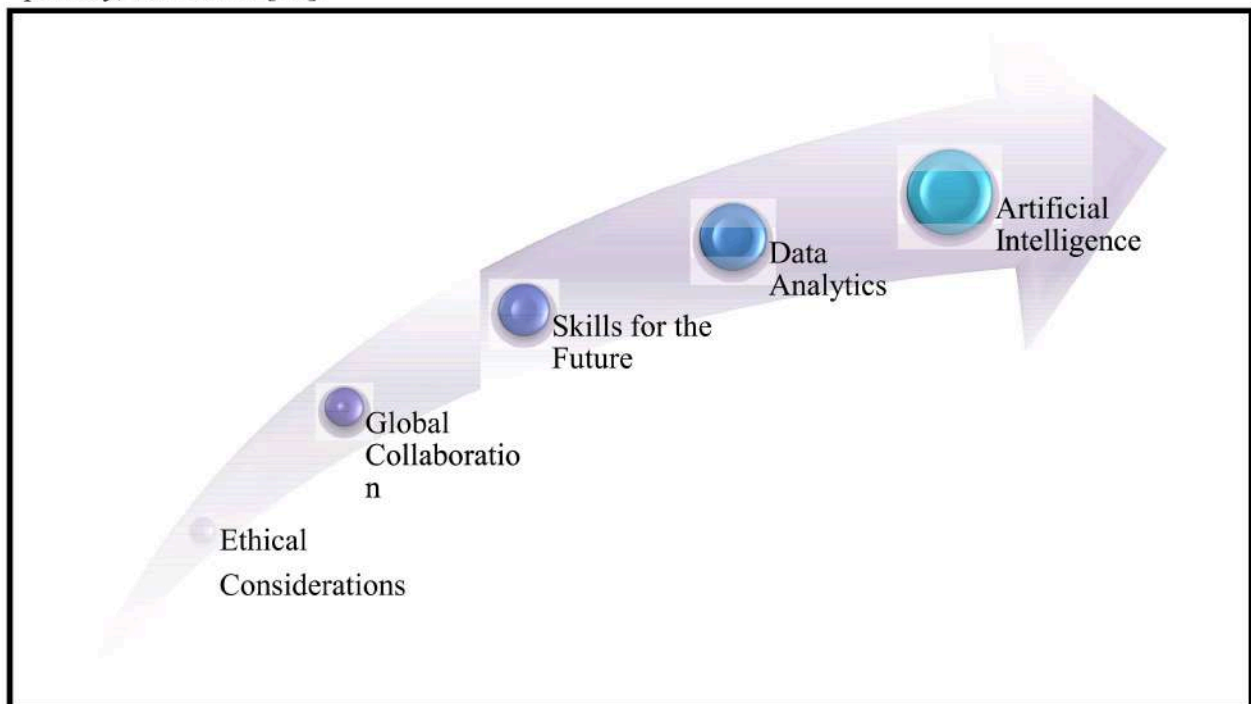 Artificial
Intelligence
Data
Analytics
Skills for the
Future
Global
Collaboratio
n
Ethical
Considerations